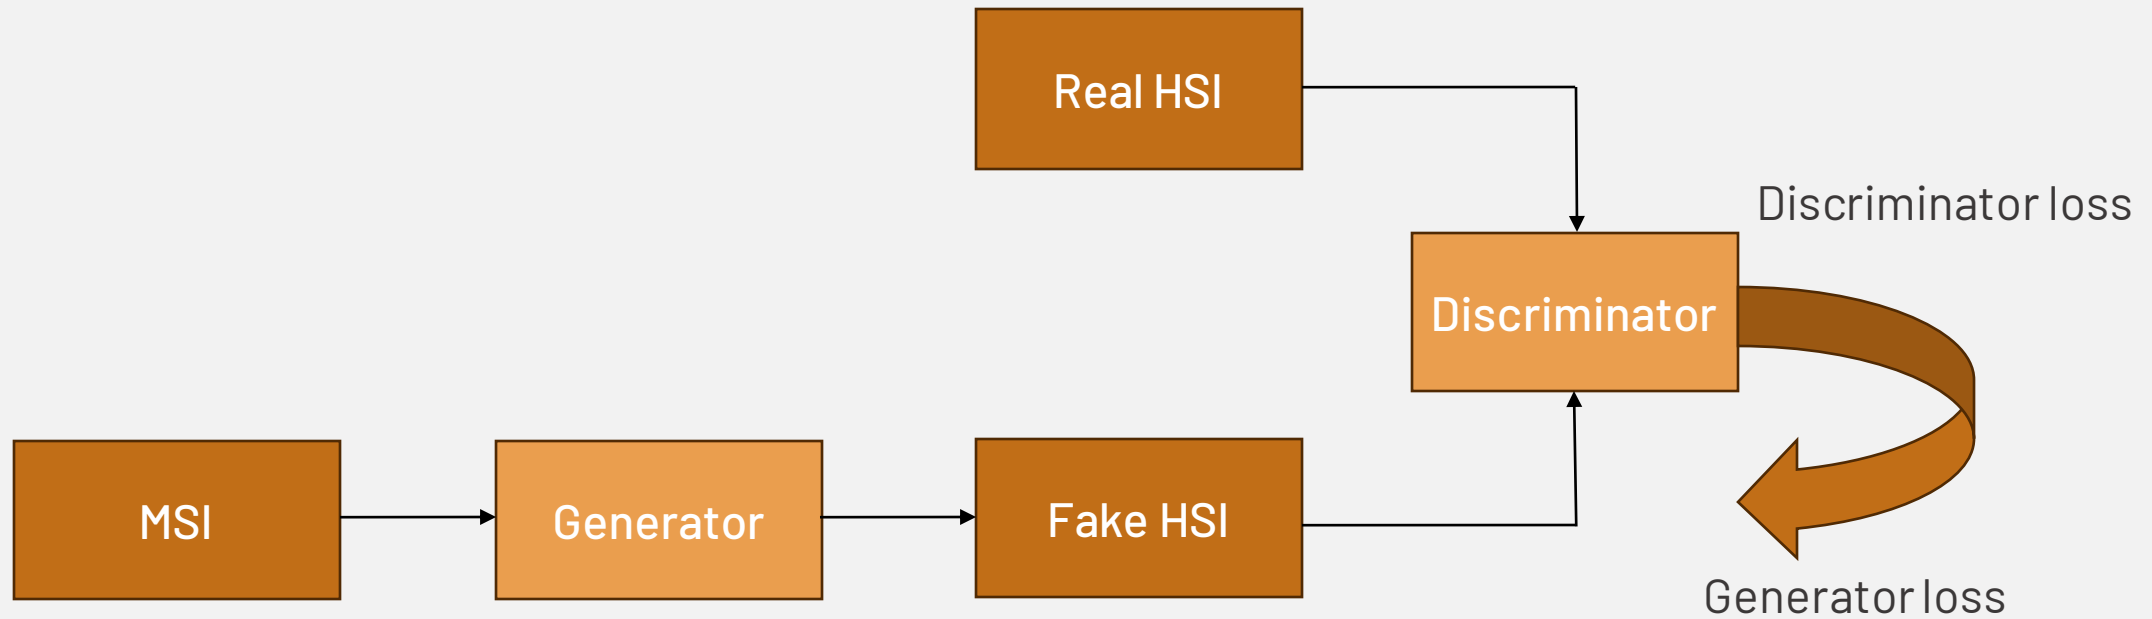 Real HSI
Discriminator loss
Discriminator
MSI
Generator
Fake HSI
Generator loss